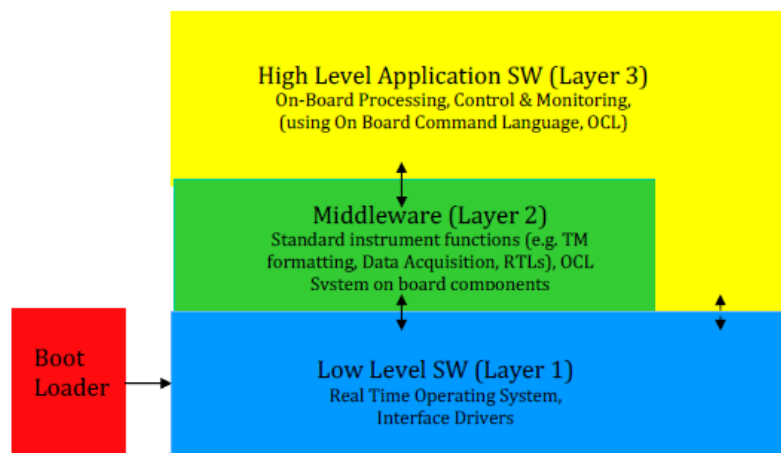 High Level Application SW (Layer 3)
On-Board Processing, Control & Monitoring,
(using On Board Command Language, OCL)
Middleware (Layer 2)
Standard instrument functions (e.g. TM
formatting, Data Acquisition, RTLs), OCL
System on board components
Boot
Loader
Low Level SW (Layer 1)
Real Time Operating System,
Interface Drivers